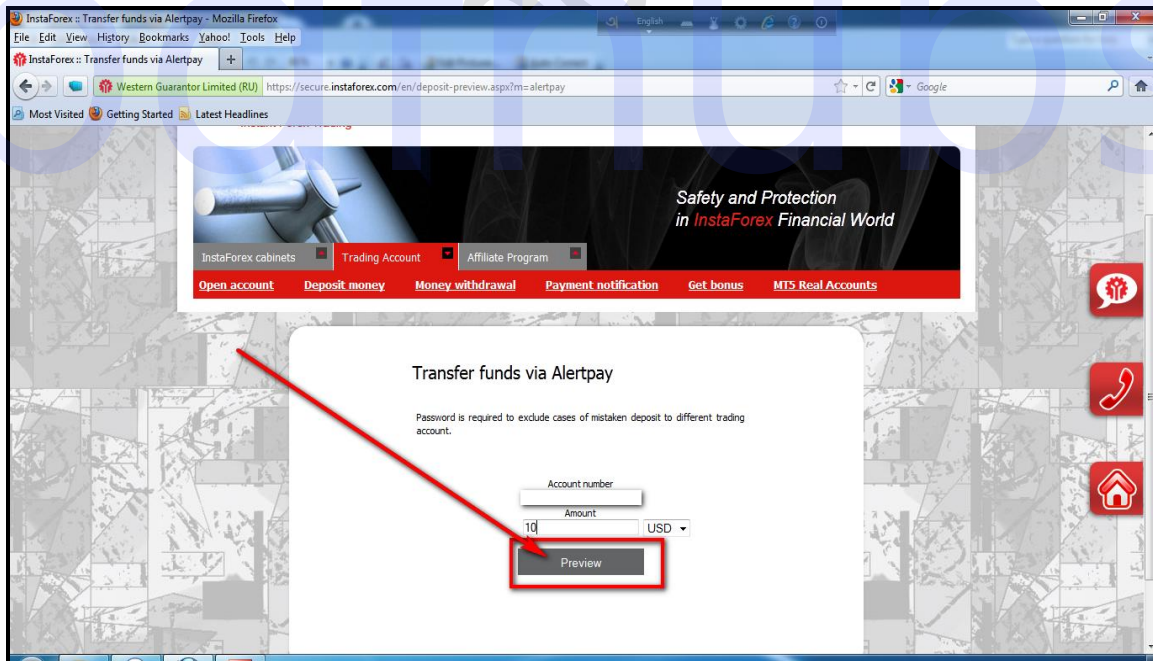 InstaForex :: Transfer funds via Alertpay - Mozilla Firefox
English
File Edit View History Bookmarks Yahoo! Tools Help
InstaForex :: Transfer funds via Alertpay
Western Guarantor Limited (RU) https://secure.instaforex.com/en/deposit-preview.aspx?m=alertpay
Google
Most Visited Getting Started Latest Headlines
Safety and Protection
in InstaForex Financial World
InstaForex cabinets Trading Account Affiliate Program
Open account Deposit money Money withdrawal Payment notification Get bonus MT5 Real Accounts
Transfer funds via Alertpay
Password is required to exclude cases of mistaken deposit to different trading
account.
Account number
Amount
10 USD
Preview